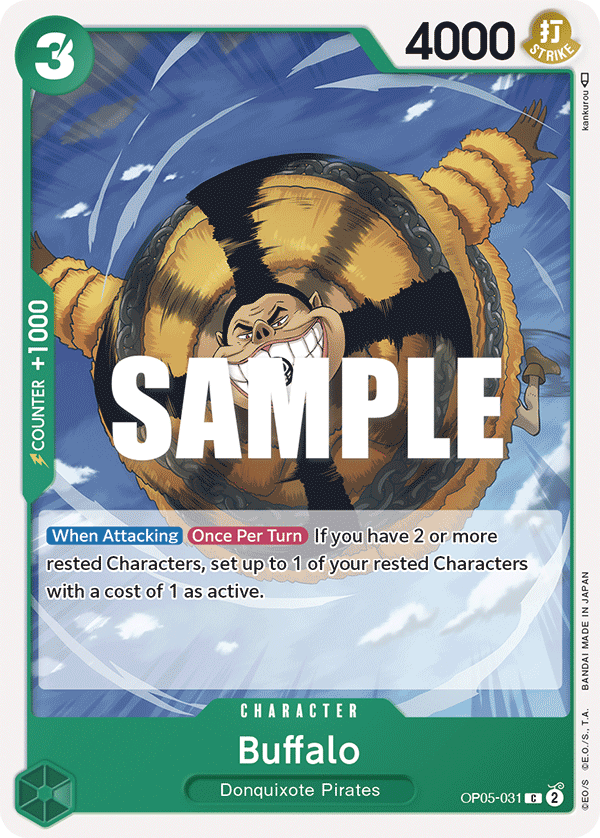 3
4000
打
STRIKE
kankurou
COUNTER +1000
SAMPLE
When Attacking Once Per Turn If you have 2 or more
rested Characters, set up to 1 of your rested Characters
with a cost of 1 as active.
CHARACTER
Buffalo
Donquixote Pirates
OP05-031 C 2
©EO/S ©E.O./S., T.A. BANDAI MADE IN JAPAN